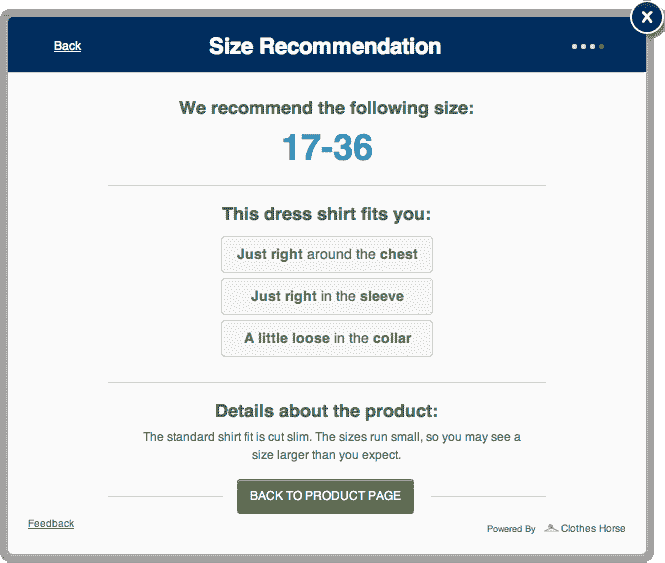 Back
Size Recommendation
We recommend the following size:
17-36
This dress shirt fits you:
Just right around the chest
Just right in the sleeve
A little loose in the collar
Details about the product:
The standard shirt fit is cut slim. The sizes run small, so you may see a
size larger than you expect.
BACK TO PRODUCT PAGE
Feedback
Powered By Clothes Horse